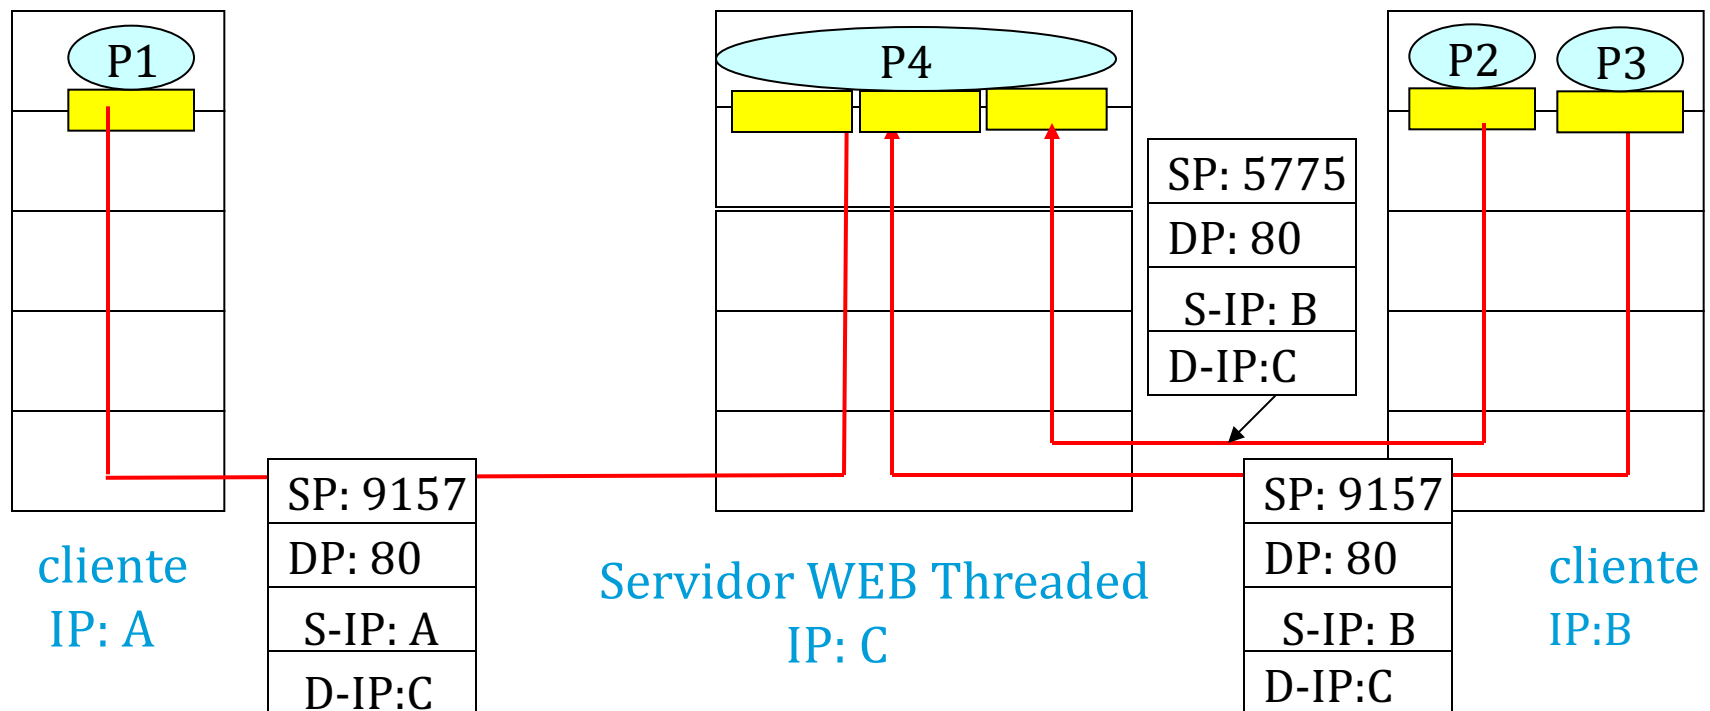 P1
P4
P2
P3
SP: 5775
DP: 80
S-IP: B
D-IP:C
SP: 9157
DP: 80
S-IP: A
D-IP:C
SP: 9157
DP: 80
S-IP: B
D-IP:C
cliente
IP: A
Servidor WEB Threaded
IP: C
cliente
IP:B